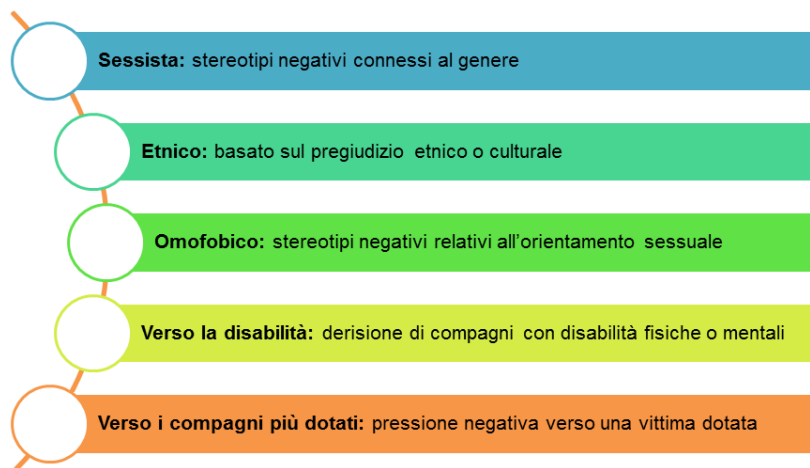 Sessista: stereotipi negativi connessi al genere
Etnico: basato sul pregiudizio etnico o culturale
Omofobico: stereotipi negativi relativi all’orientamento sessuale
Verso la disabilità: derisione di compagni con disabilità fisiche o mentali
Verso i compagni più dotati: pressione negativa verso una vittima dotata